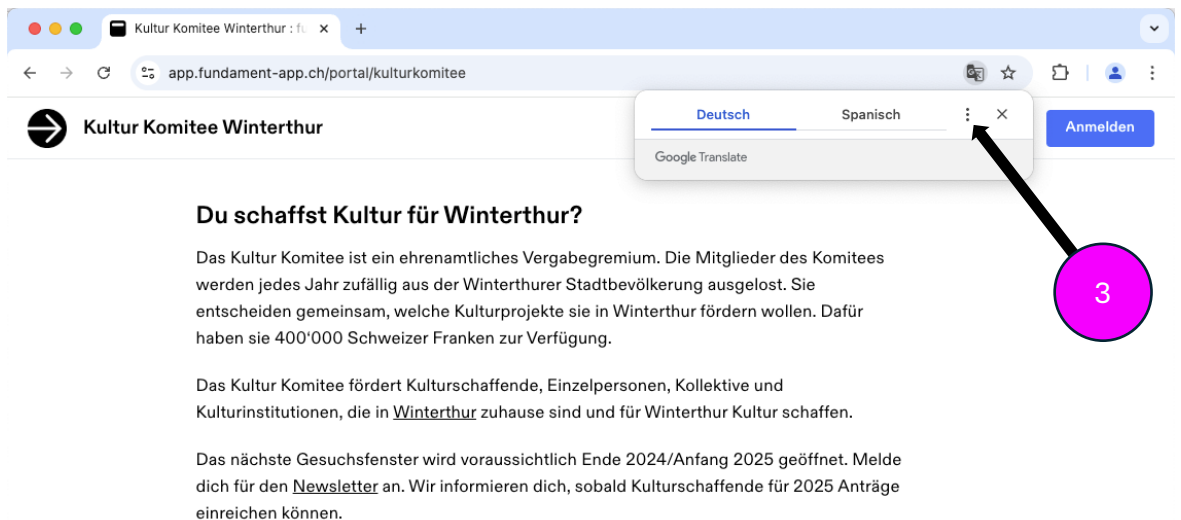 Kultur Komitee Winterthur : fu
app.fundament-app.ch/portal/kulturkomitee
Kultur Komitee Winterthur
Deutsch
Spanisch
Anmelden
Google Translate
Du schaffst Kultur für Winterthur?
Das Kultur Komitee ist ein ehrenamtliches Vergabegremium. Die Mitglieder des Komitees
werden jedes Jahr zufällig aus der Winterthurer Stadtbevölkerung ausgelost. Sie
entscheiden gemeinsam, welche Kulturprojekte sie in Winterthur fördern wollen. Dafür
haben sie 400‘000 Schweizer Franken zur Verfügung.
3
Das Kultur Komitee fördert Kulturschaffende, Einzelpersonen, Kollektive und
Kulturinstitutionen, die in Winterthur zuhause sind und für Winterthur Kultur schaffen.
Das nächste Gesuchsfenster wird voraussichtlich Ende 2024/Anfang 2025 geöffnet. Melde
dich für den Newsletter an. Wir informieren dich, sobald Kulturschaffende für 2025 Anträge
einreichen können.